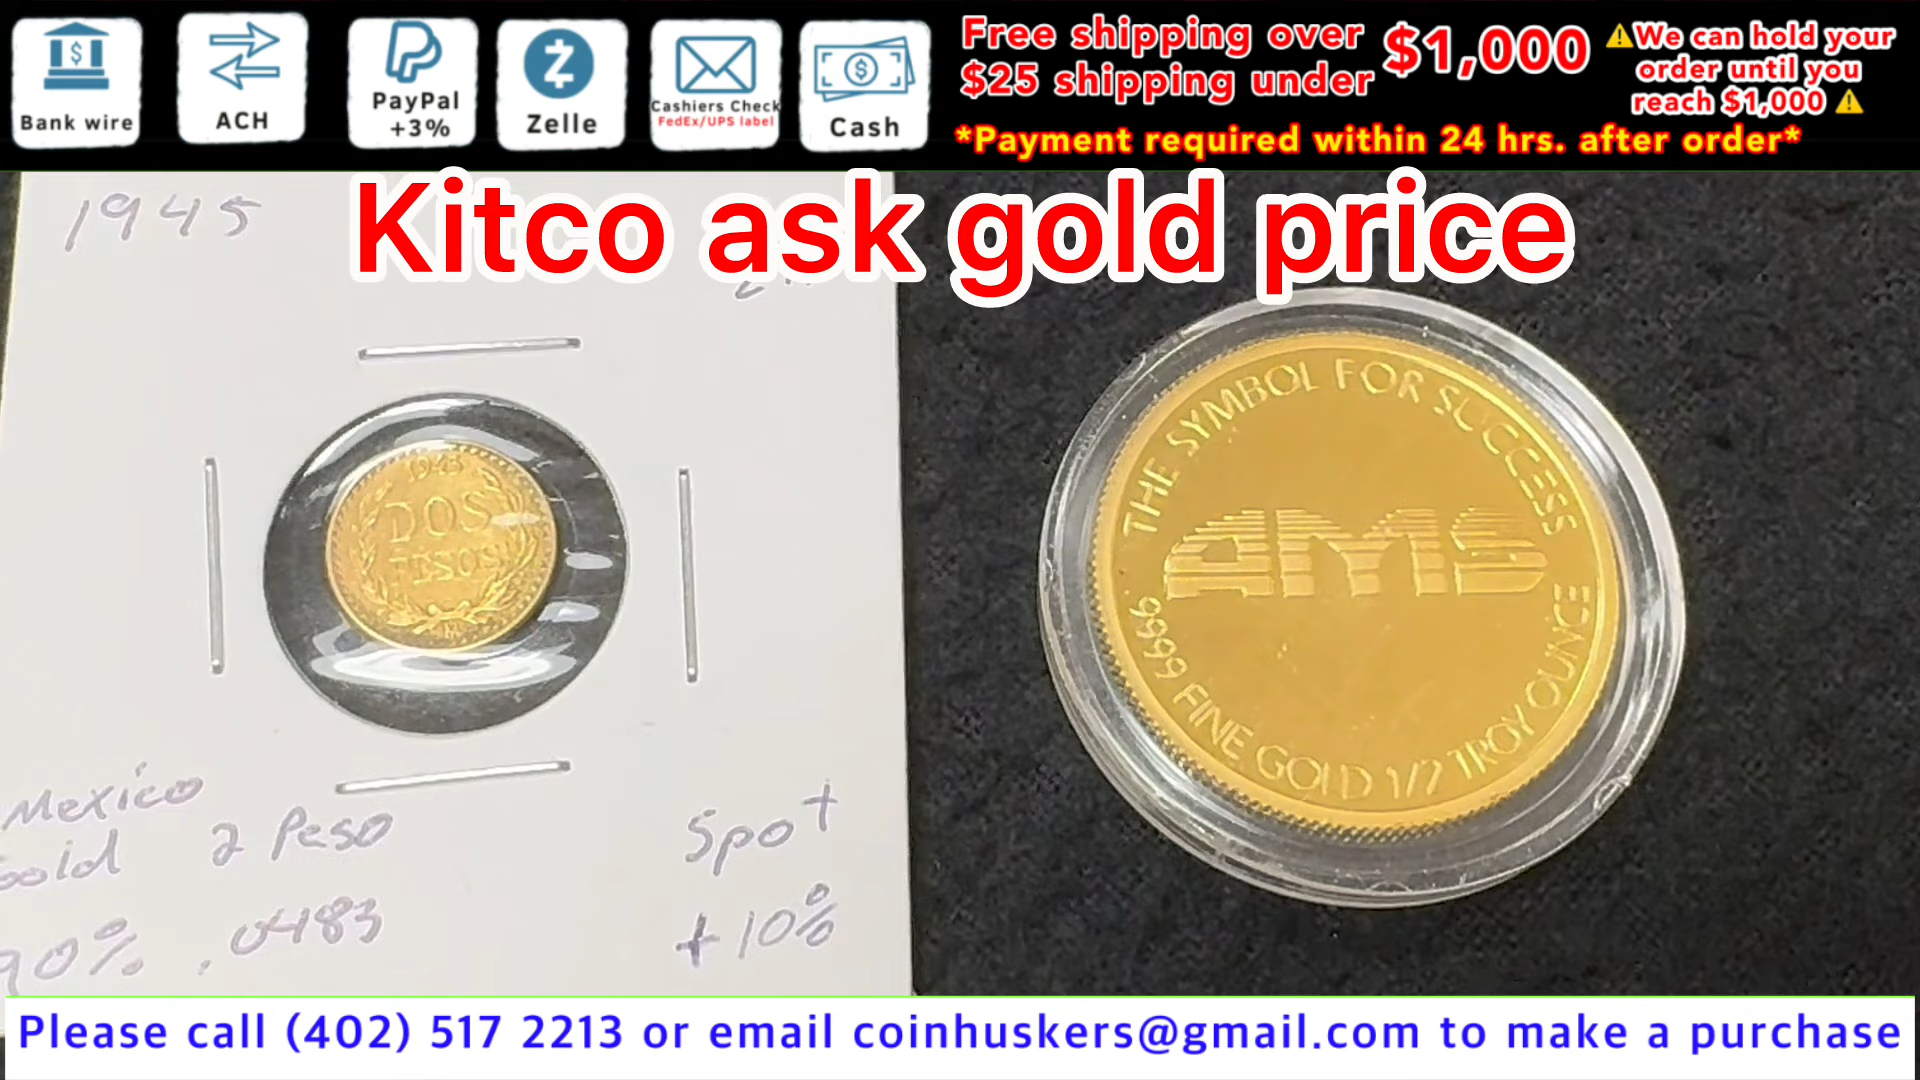 Bank wire
ACH
PayPal
+3%
Zelle
Cashiers Check
FedEx/UPS label
Cash
Free shipping over
$25 shipping under
$1,000
⚠️We can hold your
order until you
reach $1,000 ⚠️
*Payment required within 24 hrs. after order*
Kitco ask gold price
1945
1945
DOS
PESOS
Mexico
Gold 2 Peso
90% .0483
Spot
+10%
THE SYMBOL FOR SUCCESS
AMS
9999 FINE GOLD 1/7 TROY OUNCE
Please call (402) 517 2213 or email coinhuskers@gmail.com to make a purchase